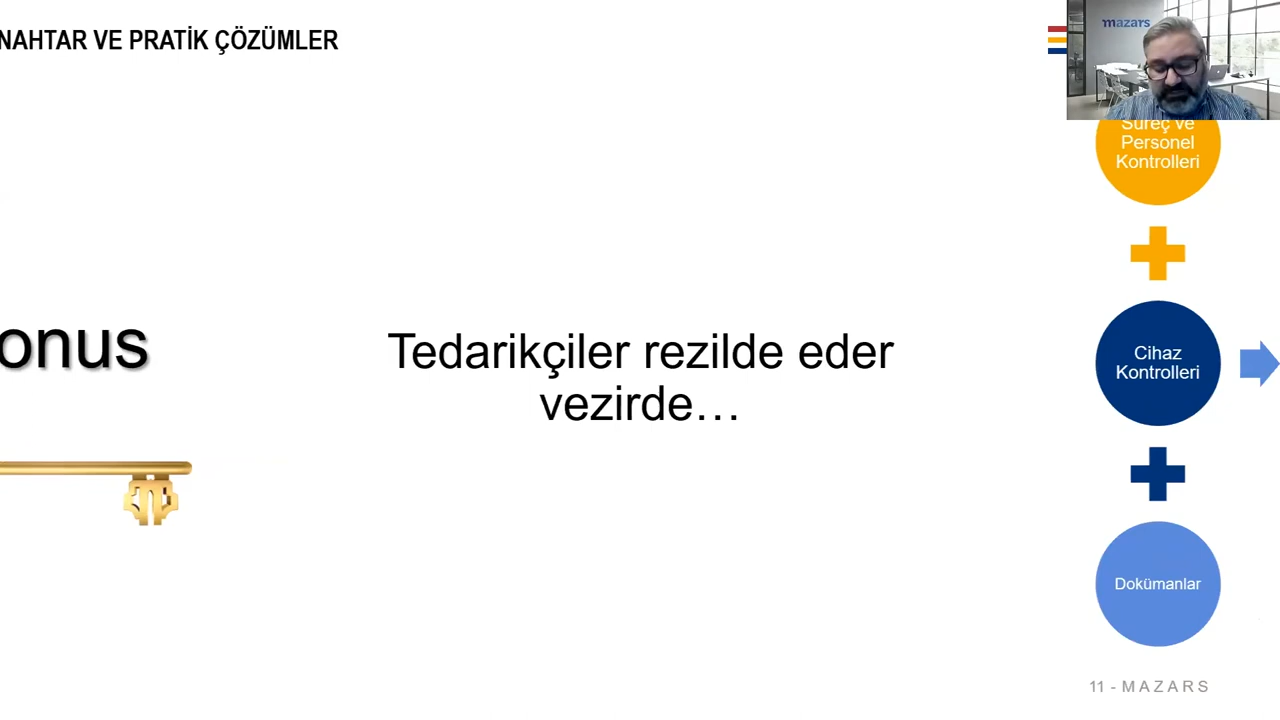 NAHTAR VE PRATİK ÇÖZÜMLER
mazars
Süreç ve
Personel
Kontrolleri
onus
Tedarikçiler rezilde eder
vezirde…
Cihaz
Kontrolleri
Dokümanlar
11 - MAZARS